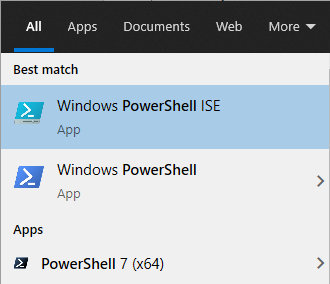 All Apps Documents Web More
Best match
Windows PowerShell ISE
App
Windows PowerShell
App
Apps
PowerShell 7 (x64)